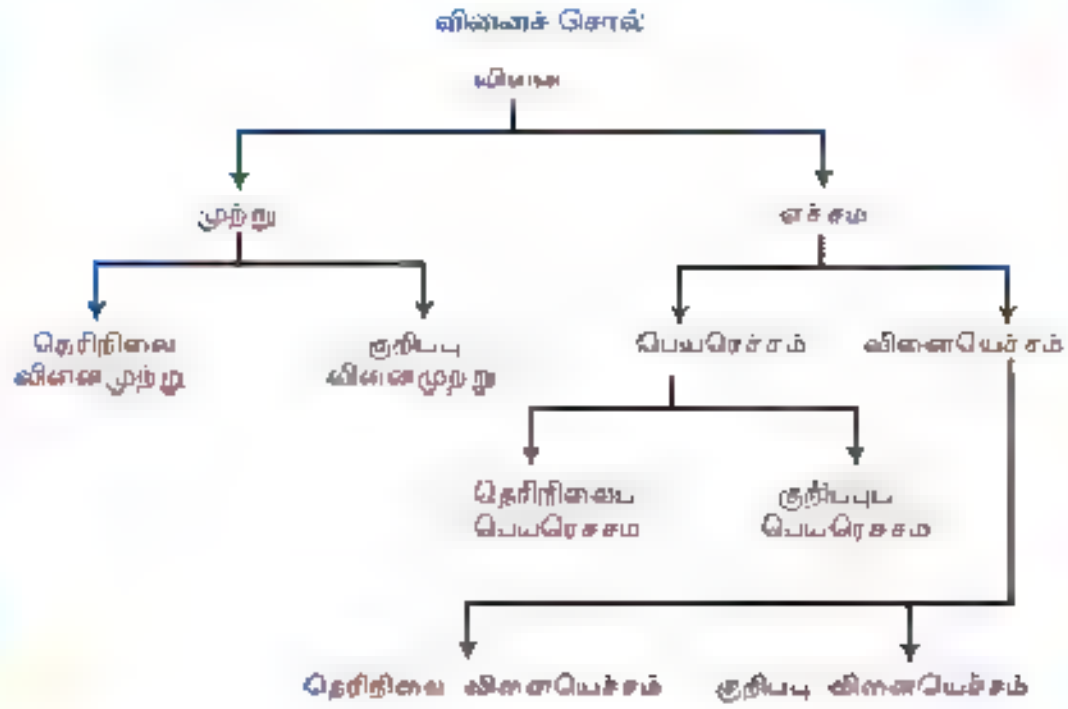 வினைச் சொல்
வினை
முற்று
எச்சம்
தெரிநிலை
வினைமுற்று
குறிப்பு
வினைமுற்று
பெயரெச்சம்
வினையெச்சம்
தெரிநிலைப்
பெயரெச்சம்
குறிப்புப்
பெயரெச்சம்
தெரிநிலை வினையெச்சம்
குறிப்பு வினையெச்சம்